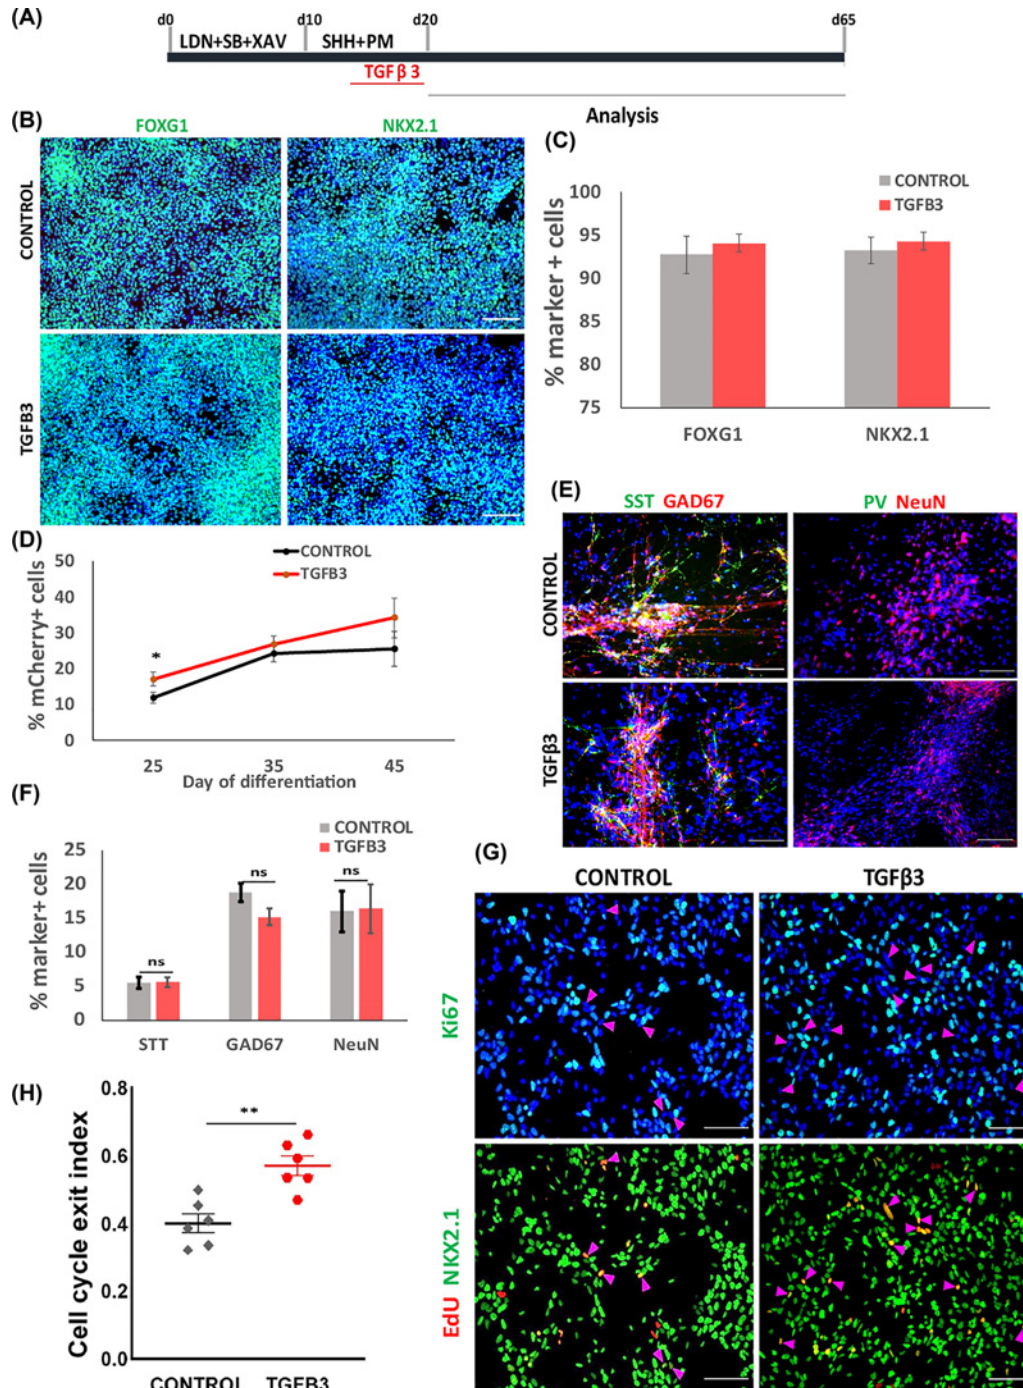 (A)
d0 d10 d20 d65
LDN+SB+XAV SHH+PM
TGFβ 3
Analysis
(B)
FOXG1 NKX2.1
CONTROL
TGFB3
(C)
% marker + cells
100
95
90
85
80
75
CONTROL
TGFB3
FOXG1 NKX2.1
(D)
CONTROL
TGFB3
% mCherry+ cells
50
40
30
20
10
0
*
25 35 45
Day of differentiation
(E)
SST GAD67 PV NeuN
CONTROL
TGFβ3
(F)
CONTROL
TGFB3
% marker+ cells
25
20
15
10
5
0
ns ns ns
STT GAD67 NeuN
(G)
CONTROL TGFβ3
Ki67
EdU NKX2.1
(H)
Cell cycle exit index
0.8
0.6
0.4
0.2
0.0
**
CONTROL TGFB3